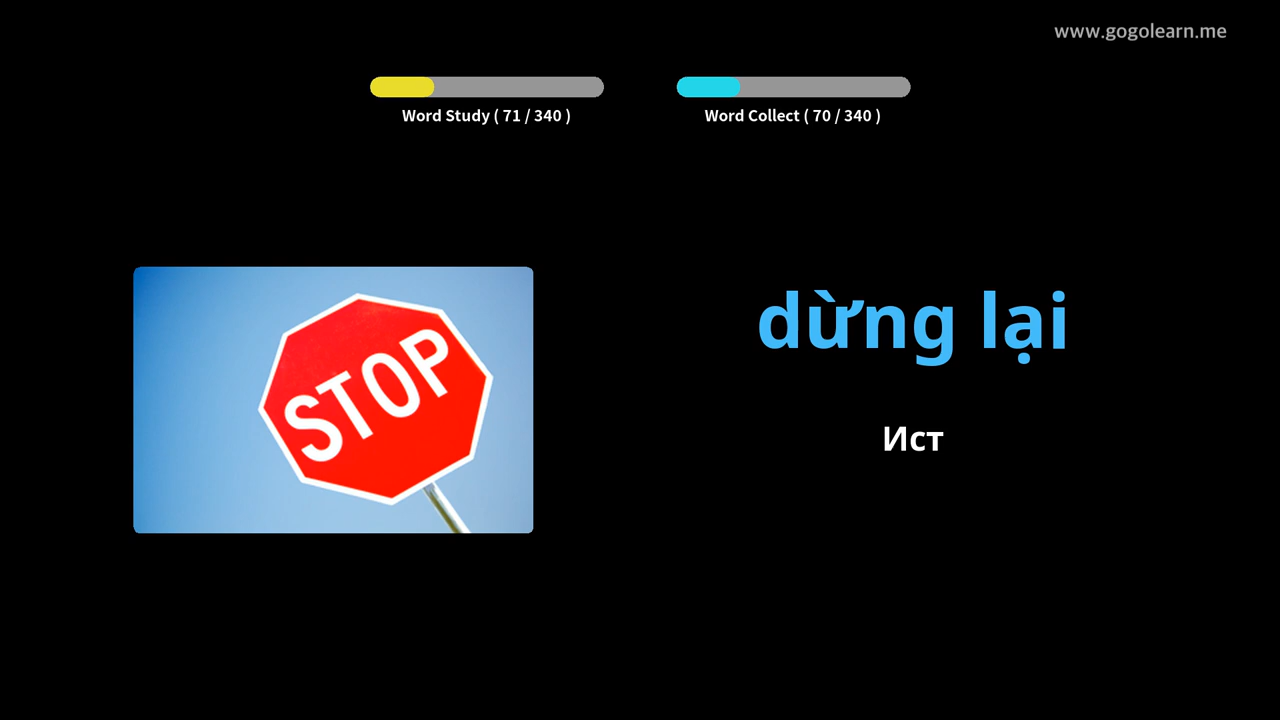 www.gogolearn.me
Word Study ( 71 / 340 )
Word Collect ( 70 / 340 )
dừng lại
STOP
Ист